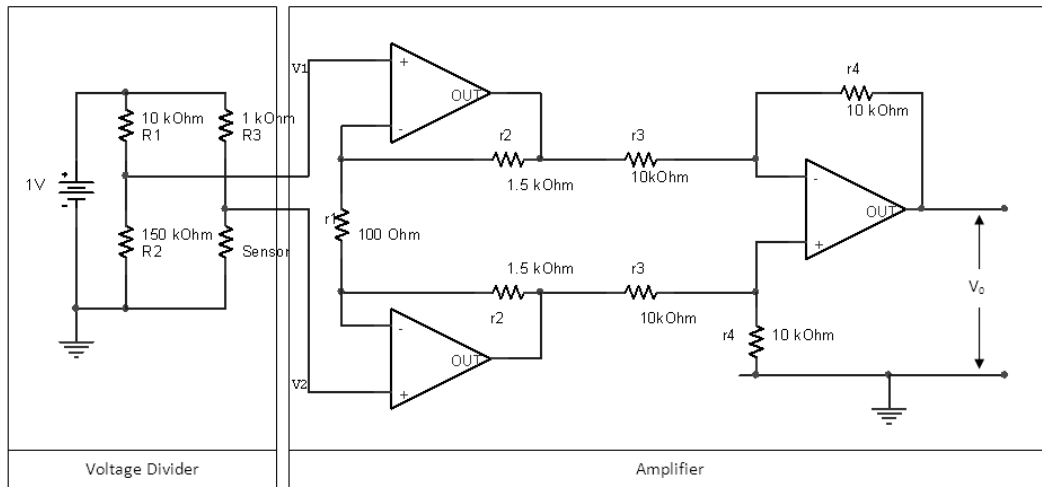 r4
10 kOhm
V1
OUT
10 kOhm
R1
1 kOhm
R3
r2
1.5 kOhm
r3
10kOhm
1V
OUT
r1
100 Ohm
150 kOhm
R2
Sensor
1.5 kOhm
r2
r3
10kOhm
V₀
r4
10 kOhm
OUT
V2
Voltage Divider
Amplifier